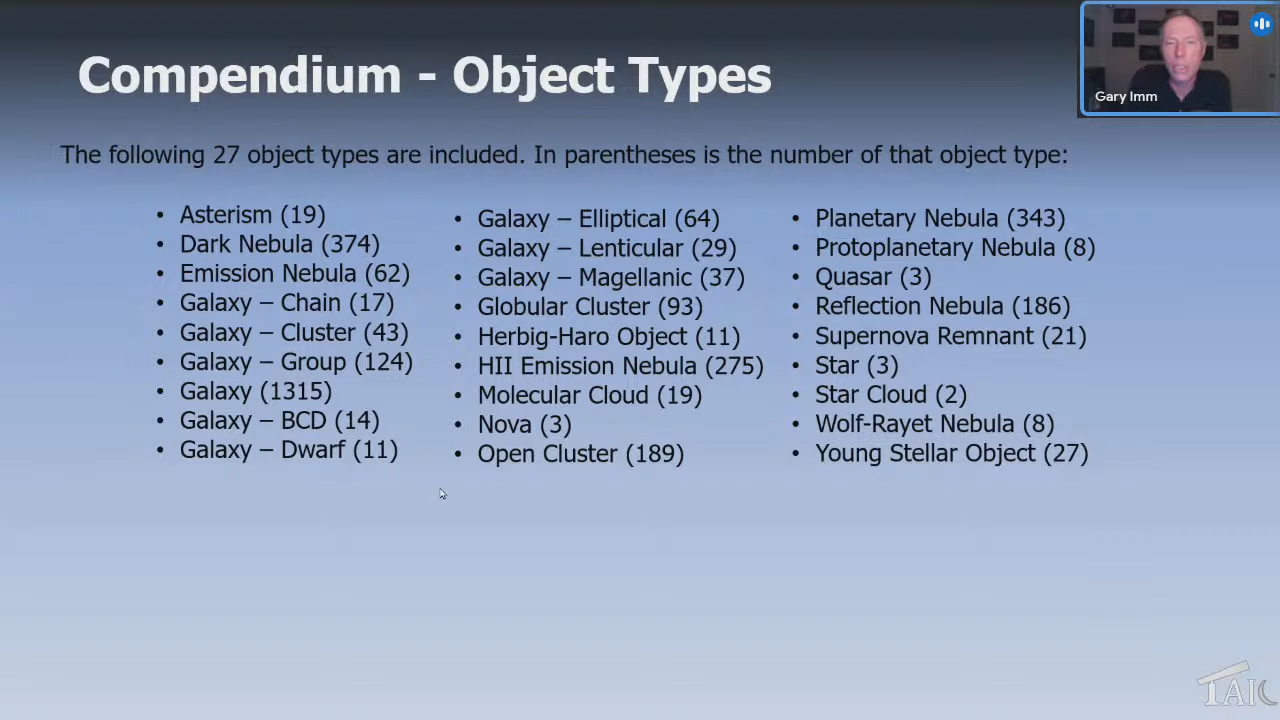 Compendium - Object Types
Gary Imm
The following 27 object types are included. In parentheses is the number of that object type:
• Asterism (19)
• Dark Nebula (374)
• Emission Nebula (62)
• Galaxy – Chain (17)
• Galaxy – Cluster (43)
• Galaxy – Group (124)
• Galaxy (1315)
• Galaxy – BCD (14)
• Galaxy – Dwarf (11)
• Galaxy – Elliptical (64)
• Galaxy – Lenticular (29)
• Galaxy – Magellanic (37)
• Globular Cluster (93)
• Herbig-Haro Object (11)
• HII Emission Nebula (275)
• Molecular Cloud (19)
• Nova (3)
• Open Cluster (189)
• Planetary Nebula (343)
• Protoplanetary Nebula (8)
• Quasar (3)
• Reflection Nebula (186)
• Supernova Remnant (21)
• Star (3)
• Star Cloud (2)
• Wolf-Rayet Nebula (8)
• Young Stellar Object (27)
TAIC